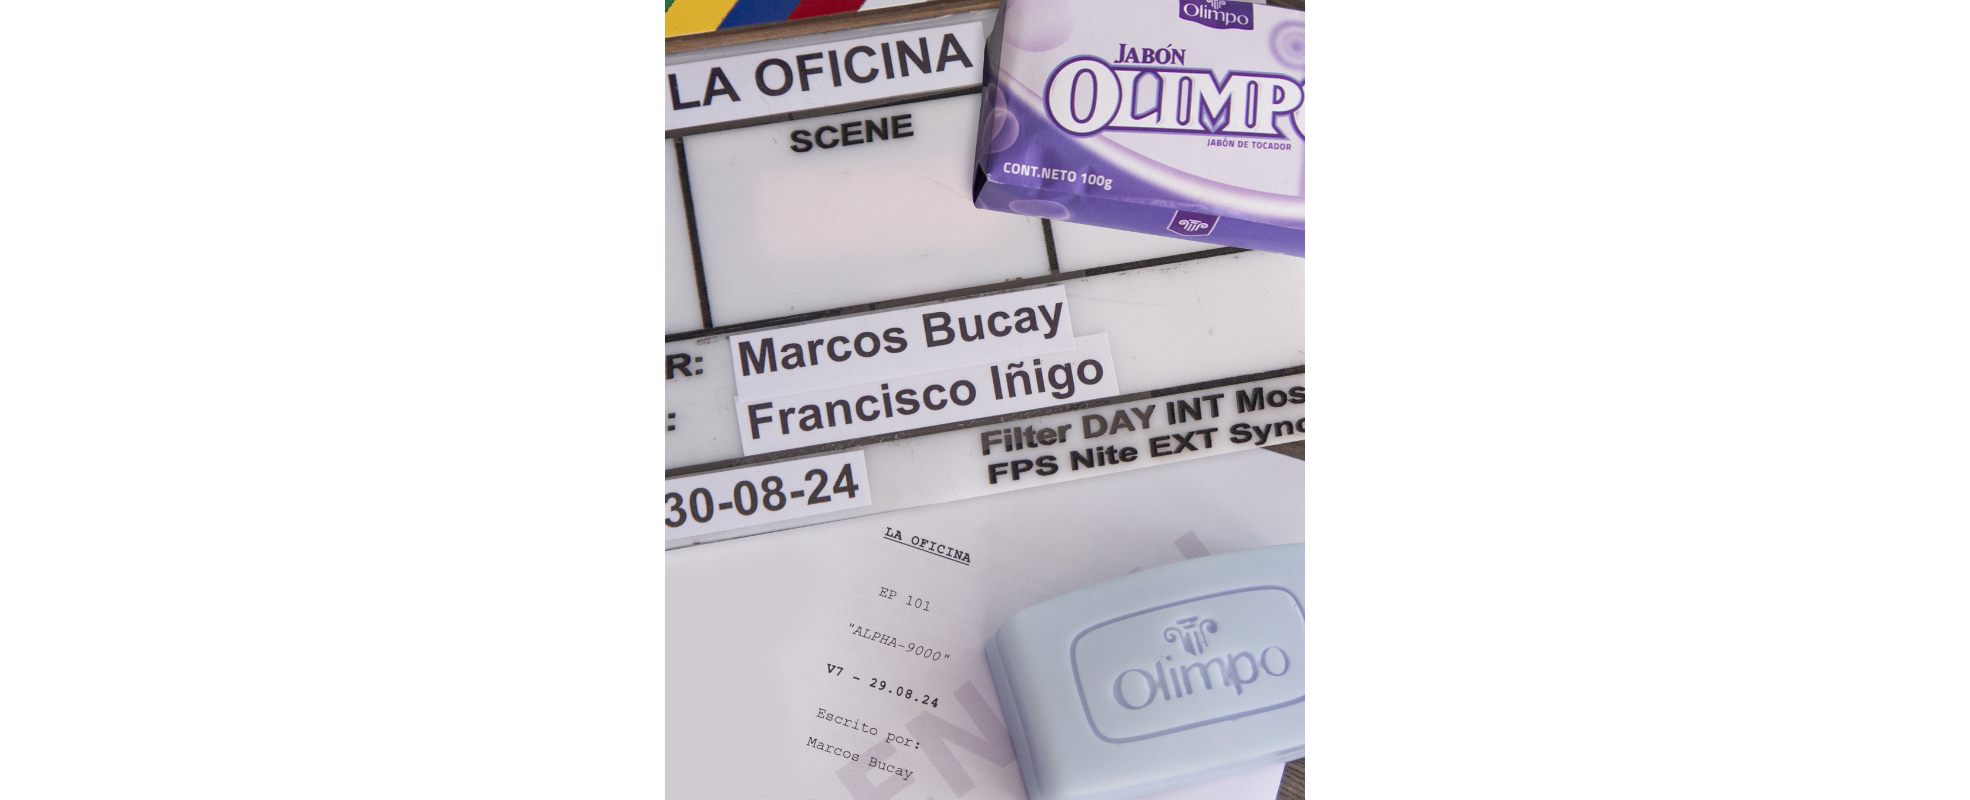 LA OFICINA
Olimpo
JABÓN
OLIMPO
JABÓN DE TOCADOR
CONT.NETO 100g
SCENE
R: Marcos Bucay
: Francisco Iñigo
30-08-24
Filter DAY INT Mos
FPS Nite EXT Sync
LA OFICINA
EP 101
"ALPHA-9000"
V7 - 29.08.24
Escrito por:
Marcos Bucay
Olimpo